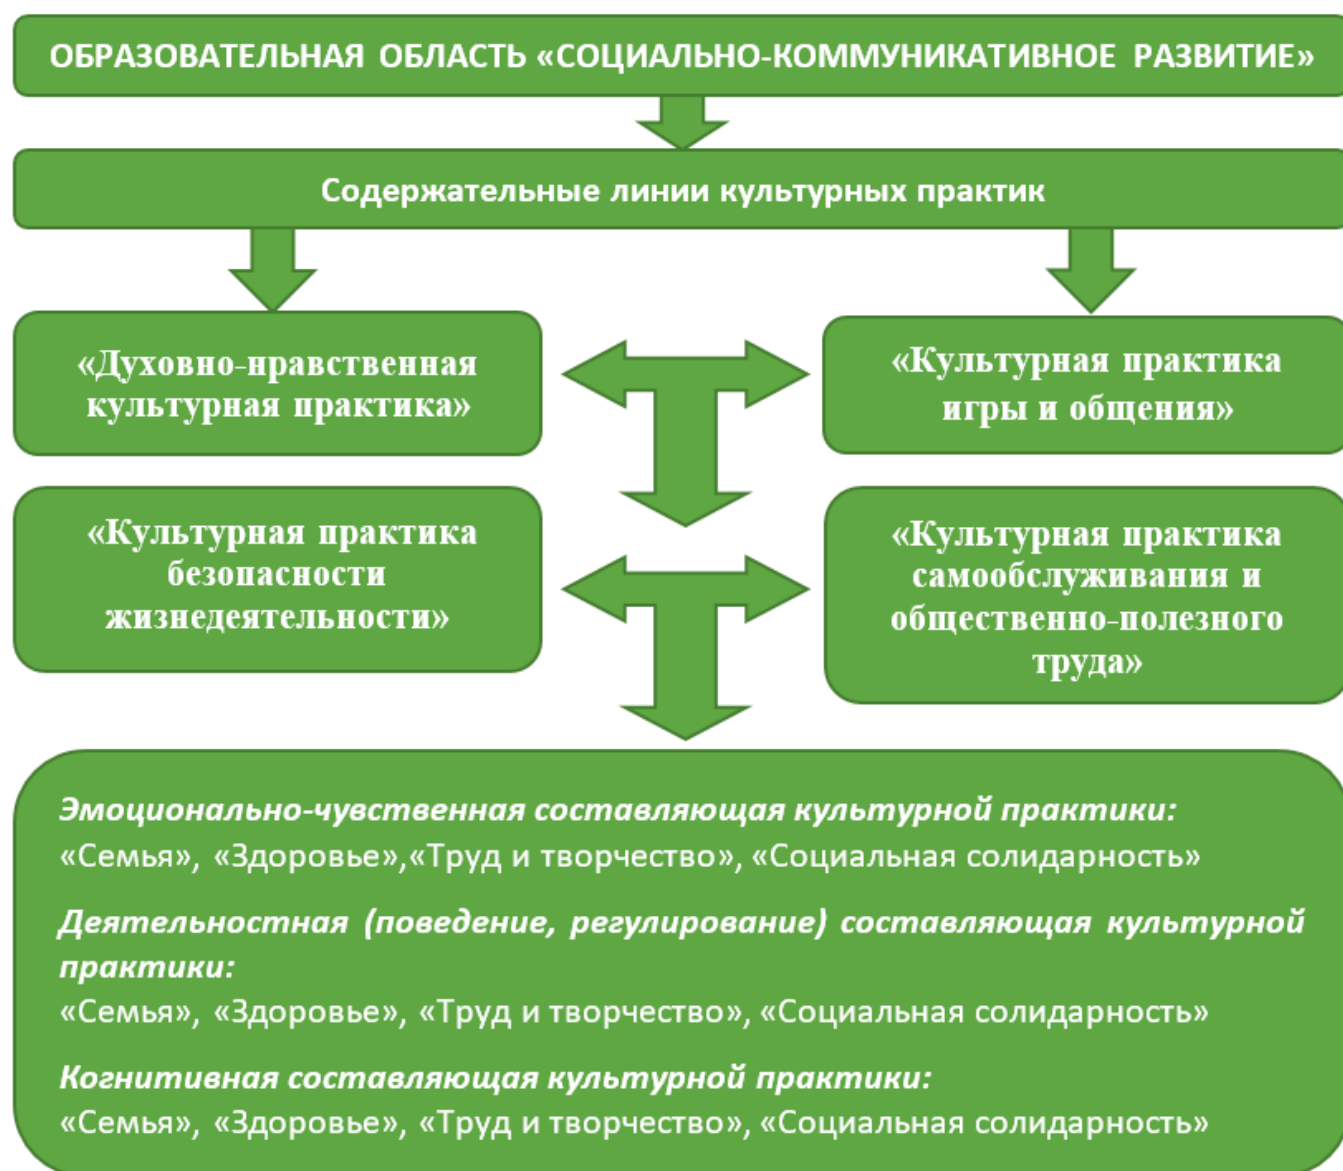 ОБРАЗОВАТЕЛЬНАЯ ОБЛАСТЬ «СОЦИАЛЬНО-КОММУНИКАТИВНОЕ РАЗВИТИЕ»
Содержательные линии культурных практик
«Духовно-нравственная
культурная практика»
«Культурная практика
игры и общения»
«Культурная практика
безопасности
жизнедеятельности»
«Культурная практика
самообслуживания и
общественно-полезного
труда»
Эмоционально-чувственная составляющая культурной практики:
«Семья», «Здоровье»,«Труд и творчество», «Социальная солидарность»
Деятельностная (поведение, регулирование) составляющая культурной
практики:
«Семья», «Здоровье», «Труд и творчество», «Социальная солидарность»
Когнитивная составляющая культурной практики:
«Семья», «Здоровье», «Труд и творчество», «Социальная солидарность»